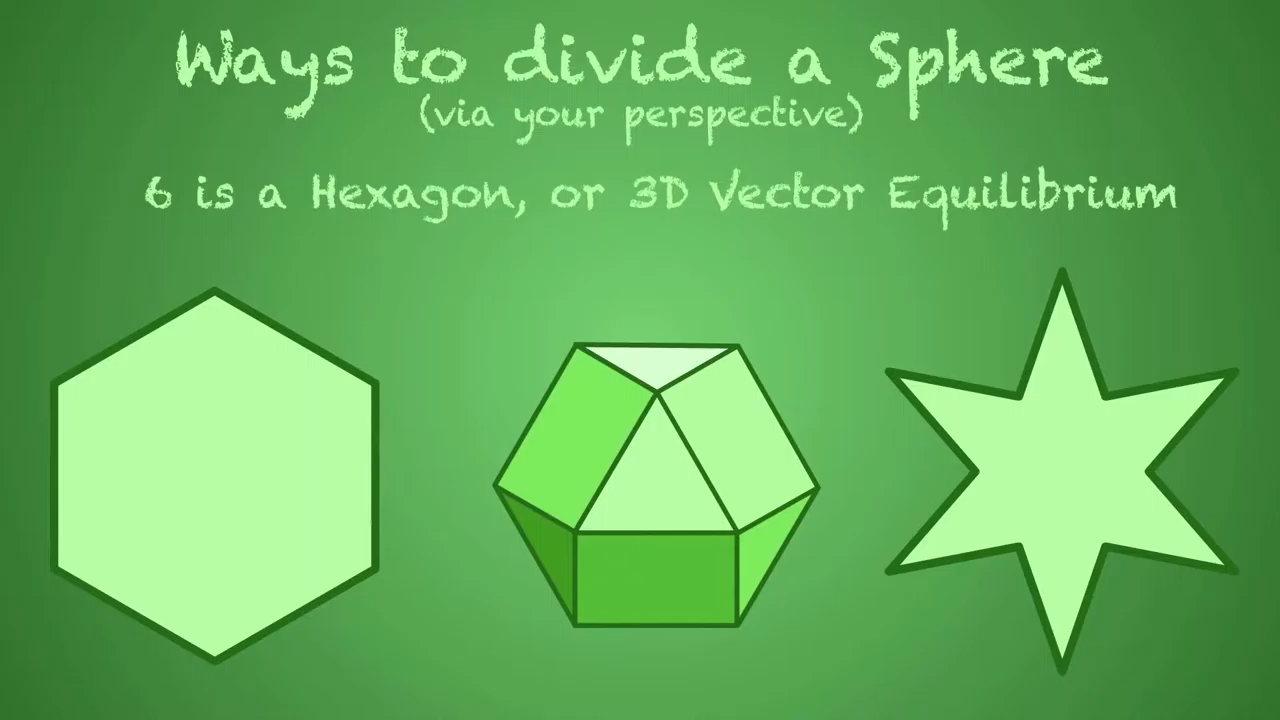 Ways to divide a Sphere
(via your perspective)
6 is a Hexagon, or 3D Vector Equilibrium